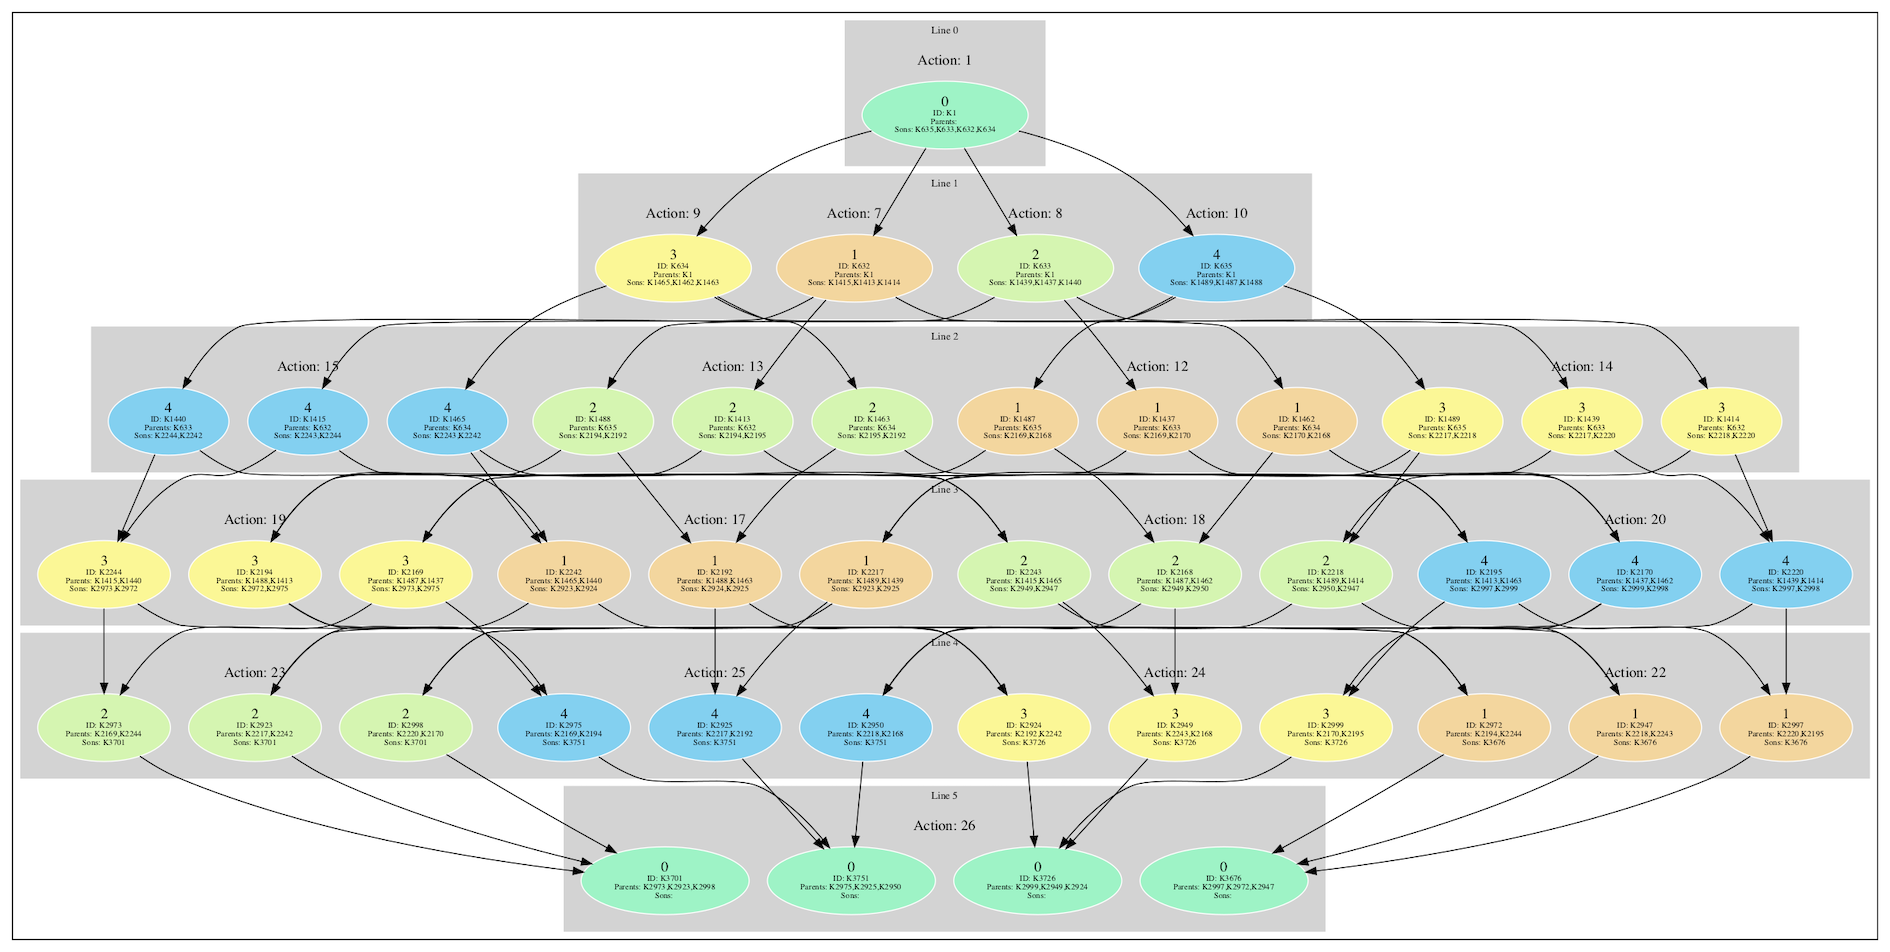 Line 0
Action: 1
0
ID: K1
Parents:
Sons: K635,K633,K632,K634
Line 1
Action: 9
Action: 7
Action: 8
Action: 10
3
ID: K634
Parents: K1
Sons: K1465,K1462,K1463
1
ID: K632
Parents: K1
Sons: K1415,K1413,K1414
2
ID: K633
Parents: K1
Sons: K1439,K1437,K1440
4
ID: K635
Parents: K1
Sons: K1489,K1487,K1488
Line 2
Action: 15
Action: 13
Action: 12
Action: 14
4
ID: K1440
Parents: K633
Sons: K2244,K2242
4
ID: K1415
Parents: K632
Sons: K2243,K2244
4
ID: K1465
Parents: K634
Sons: K2243,K2242
2
ID: K1488
Parents: K635
Sons: K2194,K2192
2
ID: K1413
Parents: K632
Sons: K2194,K2195
2
ID: K1463
Parents: K634
Sons: K2195,K2192
1
ID: K1487
Parents: K635
Sons: K2169,K2168
1
ID: K1437
Parents: K633
Sons: K2169,K2170
1
ID: K1462
Parents: K634
Sons: K2170,K2168
3
ID: K1489
Parents: K635
Sons: K2217,K2218
3
ID: K1439
Parents: K633
Sons: K2217,K2220
3
ID: K1414
Parents: K632
Sons: K2218,K2220
Line 3
Action: 19
Action: 17
Action: 18
Action: 20
3
ID: K2244
Parents: K1415,K1440
Sons: K2973,K2972
3
ID: K2194
Parents: K1488,K1413
Sons: K2972,K2975
3
ID: K2169
Parents: K1487,K1437
Sons: K2973,K2975
1
ID: K2242
Parents: K1465,K1440
Sons: K2923,K2924
1
ID: K2192
Parents: K1488,K1463
Sons: K2924,K2925
1
ID: K2217
Parents: K1489,K1439
Sons: K2923,K2925
2
ID: K2243
Parents: K1415,K1465
Sons: K2949,K2947
2
ID: K2168
Parents: K1487,K1462
Sons: K2949,K2950
2
ID: K2218
Parents: K1489,K1414
Sons: K2950,K2947
4
ID: K2195
Parents: K1413,K1463
Sons: K2997,K2999
4
ID: K2170
Parents: K1437,K1462
Sons: K2999,K2998
4
ID: K2220
Parents: K1439,K1414
Sons: K2997,K2998
Line 4
Action: 23
Action: 25
Action: 24
Action: 22
2
ID: K2973
Parents: K2169,K2244
Sons: K3701
2
ID: K2923
Parents: K2217,K2242
Sons: K3701
2
ID: K2998
Parents: K2220,K2170
Sons: K3701
4
ID: K2975
Parents: K2169,K2194
Sons: K3751
4
ID: K2925
Parents: K2217,K2192
Sons: K3751
4
ID: K2950
Parents: K2218,K2168
Sons: K3751
3
ID: K2924
Parents: K2192,K2242
Sons: K3726
3
ID: K2949
Parents: K2243,K2168
Sons: K3726
3
ID: K2999
Parents: K2170,K2195
Sons: K3726
1
ID: K2972
Parents: K2194,K2244
Sons: K3676
1
ID: K2947
Parents: K2218,K2243
Sons: K3676
1
ID: K2997
Parents: K2220,K2195
Sons: K3676
Line 5
Action: 26
0
ID: K3701
Parents: K2973,K2923,K2998
Sons:
0
ID: K3751
Parents: K2975,K2925,K2950
Sons:
0
ID: K3726
Parents: K2999,K2949,K2924
Sons:
0
ID: K3676
Parents: K2997,K2972,K2947
Sons: